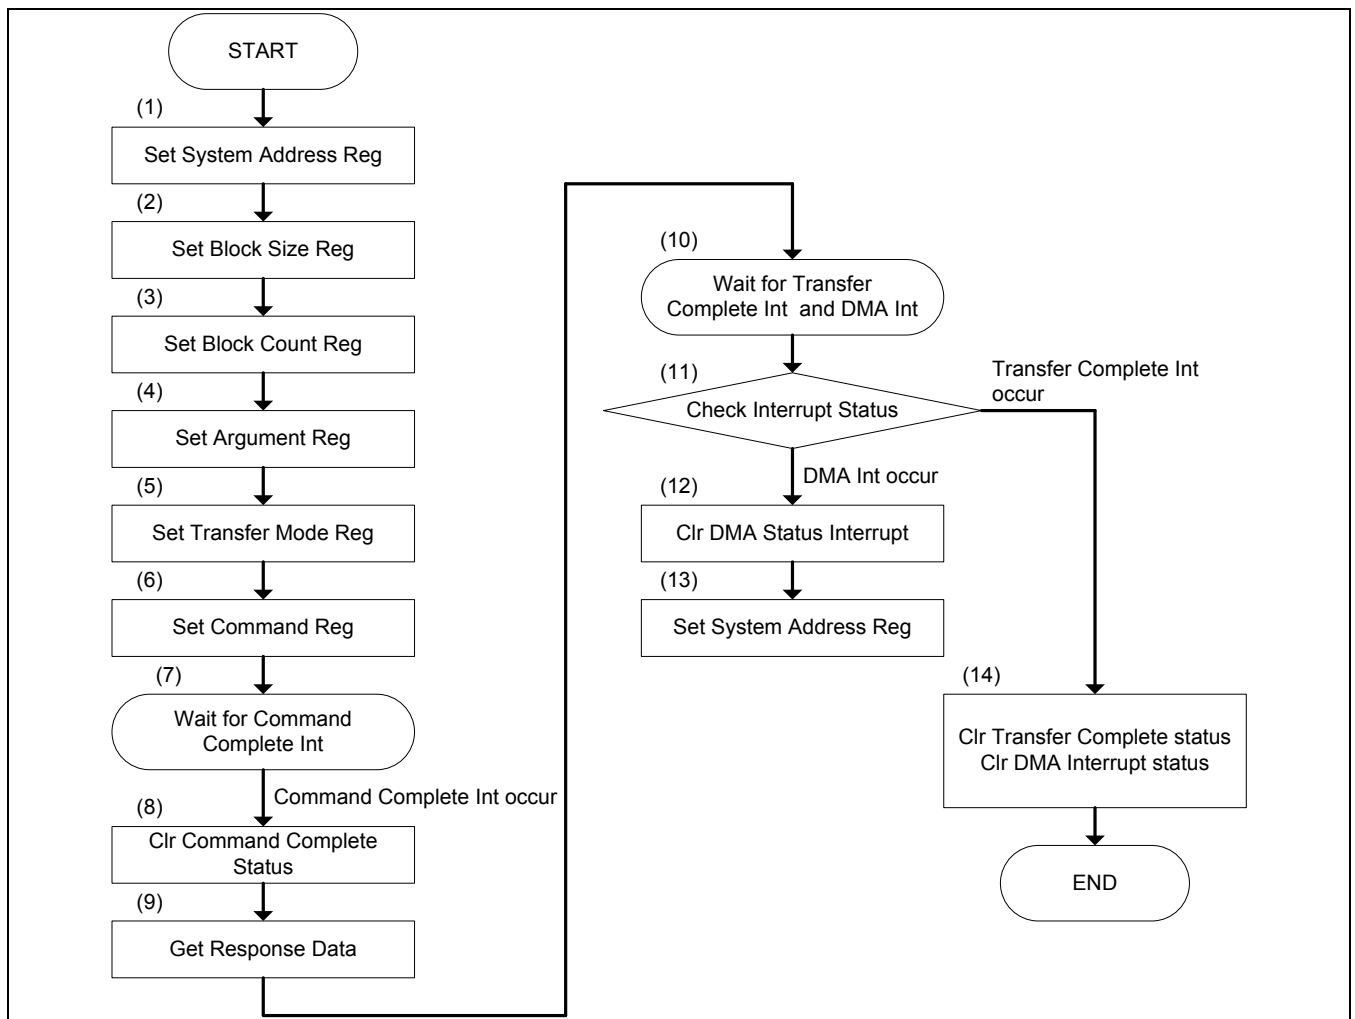 START
(1)
Set System Address Reg
(2)
Set Block Size Reg
(3)
Set Block Count Reg
(4)
Set Argument Reg
(5)
Set Transfer Mode Reg
(6)
Set Command Reg
(7)
Wait for Command
Complete Int
Command Complete Int occur
(8)
Clr Command Complete
Status
(9)
Get Response Data
(10)
Wait for Transfer
Complete Int and DMA Int
(11)
Check Interrupt Status
Transfer Complete Int
occur
DMA Int occur
(12)
Clr DMA Status Interrupt
(13)
Set System Address Reg
(14)
Clr Transfer Complete status
Clr DMA Interrupt status
END